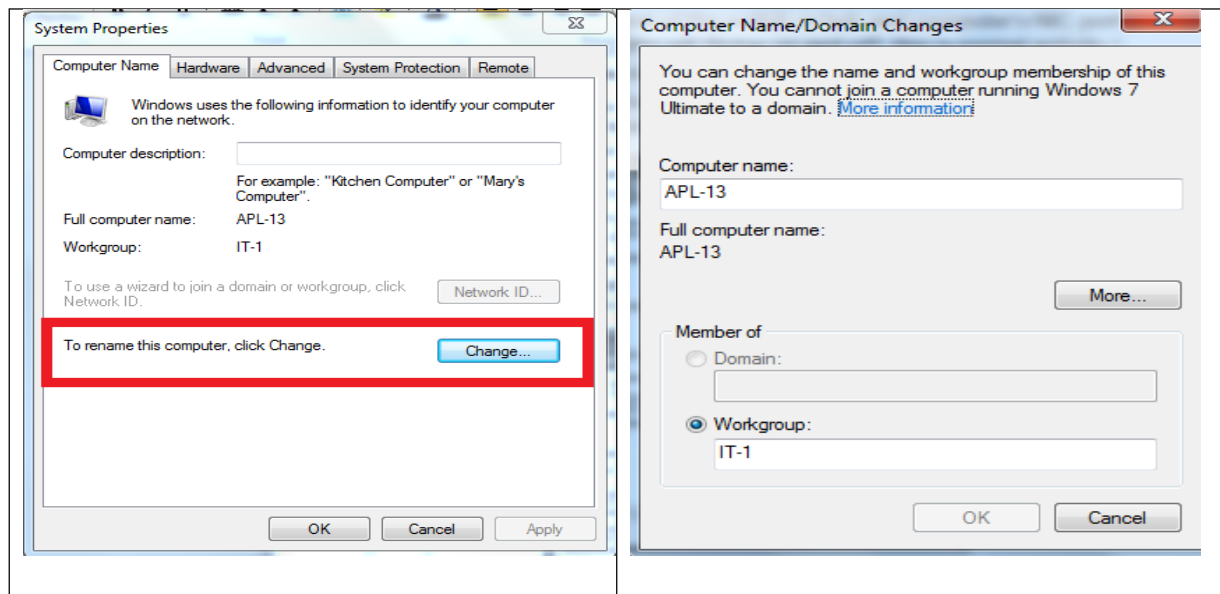 System Properties
Computer Name Hardware Advanced System Protection Remote
Windows uses the following information to identify your computer
on the network.
Computer description:
For example: "Kitchen Computer" or "Mary's
Computer".
Full computer name: APL-13
Workgroup: IT-1
To use a wizard to join a domain or workgroup, click
Network ID.
Network ID...
To rename this computer, click Change.
Change...
OK Cancel Apply
Computer Name/Domain Changes
You can change the name and workgroup membership of this
computer. You cannot join a computer running Windows 7
Ultimate to a domain. More information
Computer name:
APL-13
Full computer name:
APL-13
More...
Member of
Domain:
Workgroup:
IT-1
OK Cancel